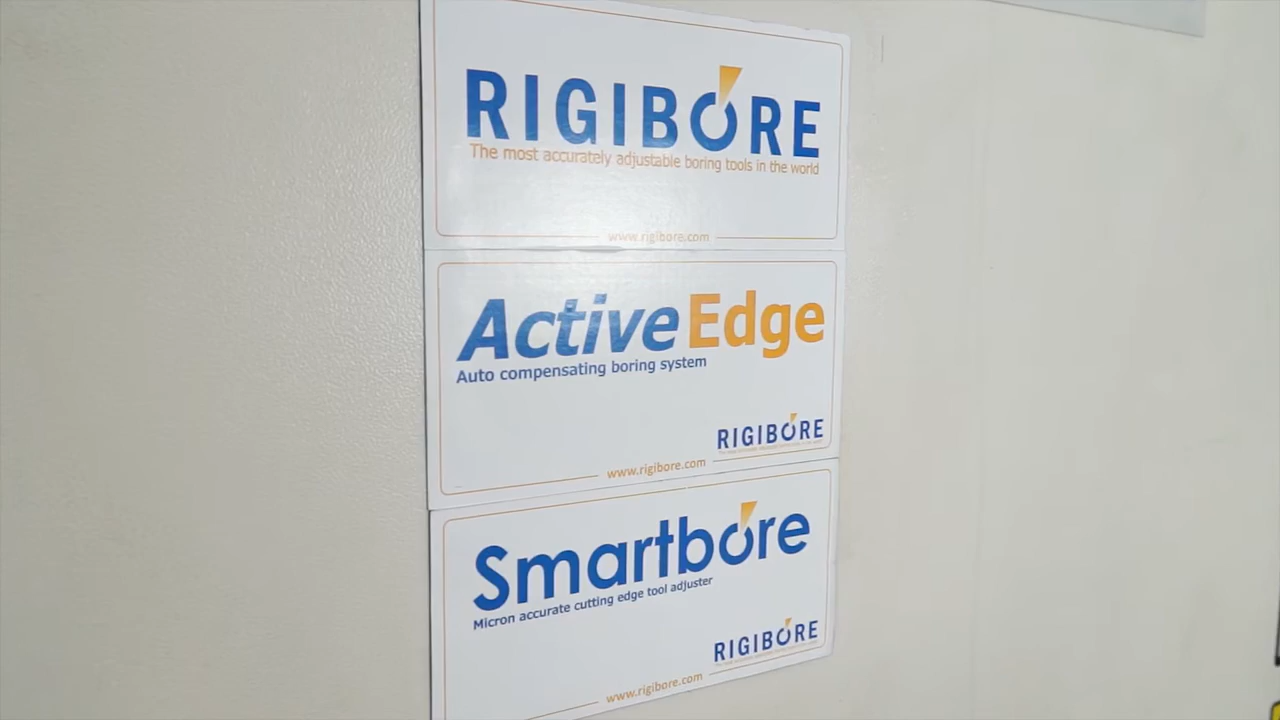 RIGIBORE
The most accurately adjustable boring tools in the world
www.rigibore.com
ActiveEdge
Auto compensating boring system
RIGIBORE
www.rigibore.com
Smartbore
Micron accurate cutting edge tool adjuster
RIGIBORE
www.rigibore.com